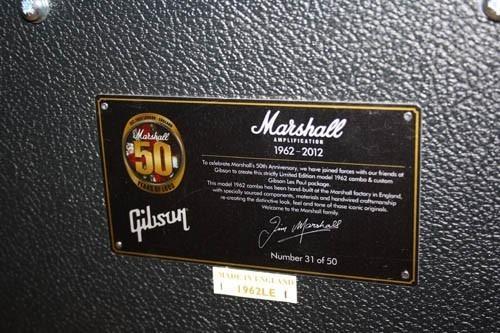 Marshall
50
YEARS OF LOUD
Gibson
Marshall
AMPLIFICATION
1962-2012
To celebrate Marshall's 50th Anniversary, we have joined forces with our friends at
Gibson to create this strictly Limited Edition model 1962 combo & custom
Gibson Les Paul package.
This model 1962 combo has been hand-built at the Marshall factory in England,
with specially sourced components, materials and handwired craftsmanship
re-creating the distinctive look, feel and tone of those iconic originals.
Welcome to the Marshall family.
Jim Marshall
Number 31 of 50
MADE IN ENGLAND
1962LE